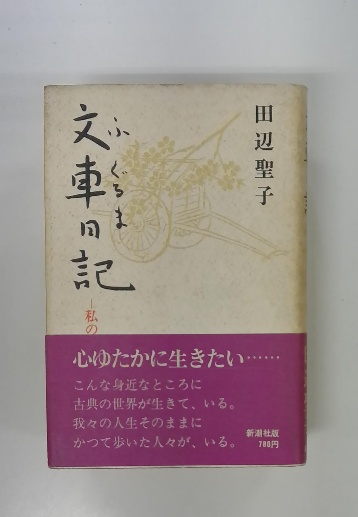 田辺聖子
文車日記
ふぐるま
—私の
心ゆたかに生きたい……
こんな身近なところに
古典の世界が生きて、いる。
我々の人生そのままに
かつて歩いた人々が、いる。
新潮社版
780円